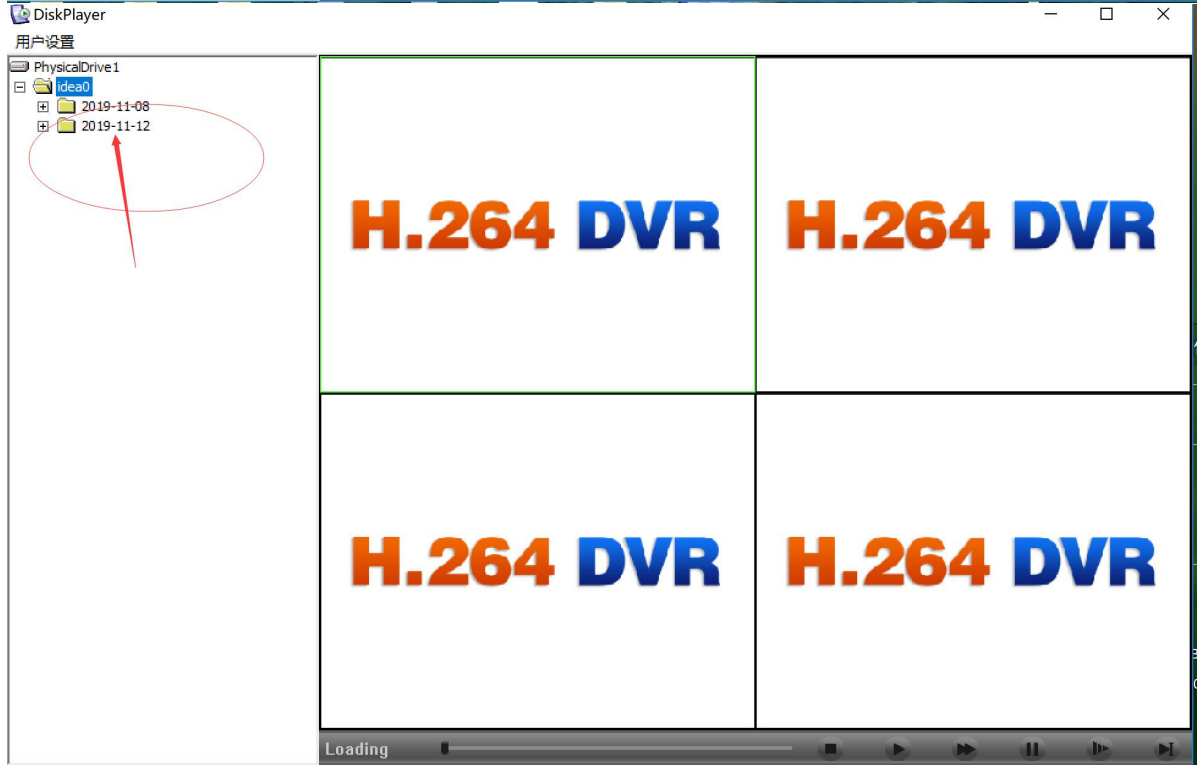 DiskPlayer
用户设置
PhysicalDrive1
idea0
2019-11-08
2019-11-12
H.264 DVR
H.264 DVR
H.264 DVR
H.264 DVR
Loading